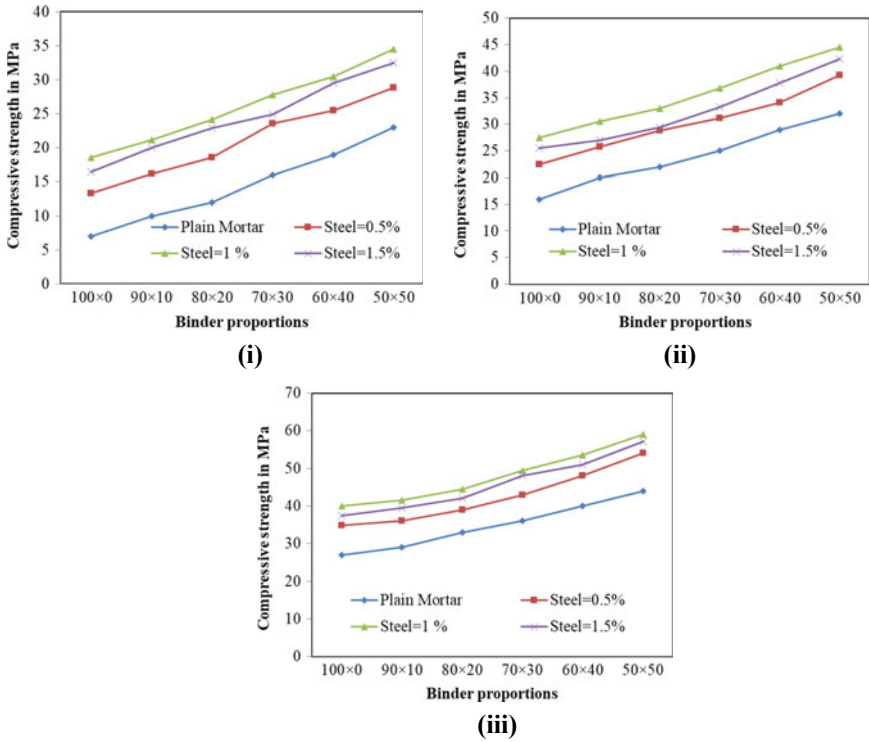 Compressive strength in MPa
40
35
30
25
20
15
10
5
0
Plain Mortar
Steel=0.5%
Steel=1 %
Steel=1.5%
100×0 90×10 80×20 70×30 60×40 50×50
Binder proportions
(i)
Compressive strength in MPa
50
45
40
35
30
25
20
15
10
5
0
Plain Mortar
Steel=0.5%
Steel=1 %
Steel=1.5%
100×0 90×10 80×20 70×30 60×40 50×50
Binder proportions
(ii)
Compressive strength in MPa
70
60
50
40
30
20
10
0
Plain Mortar
Steel=0.5%
Steel=1 %
Steel=1.5%
100×0 90×10 80×20 70×30 60×40 50×50
Binder proportions
(iii)